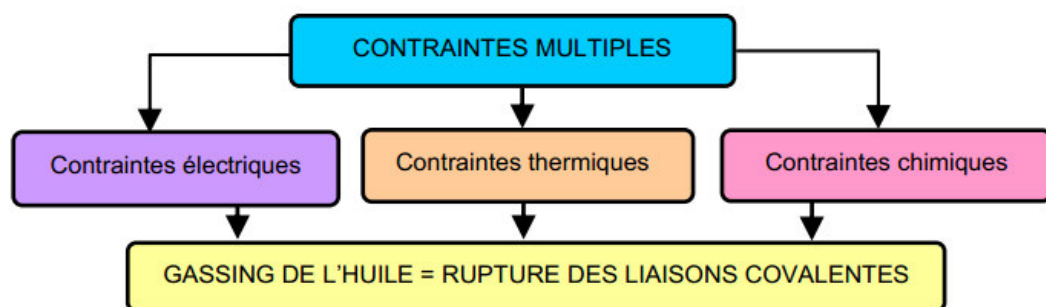 CONTRAINTES MULTIPLES
Contraintes électriques
Contraintes thermiques
Contraintes chimiques
GASSING DE L'HUILE = RUPTURE DES LIAISONS COVALENTES